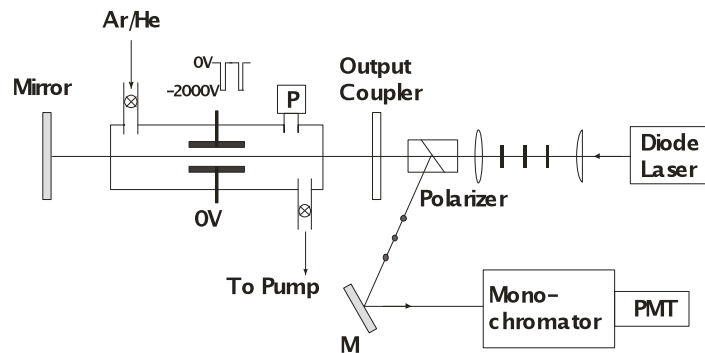 Ar/He
0V
-2000V
P
Mirror
Output
Coupler
Diode
Laser
Polarizer
0V
To Pump
M
Mono-
chromator
PMT